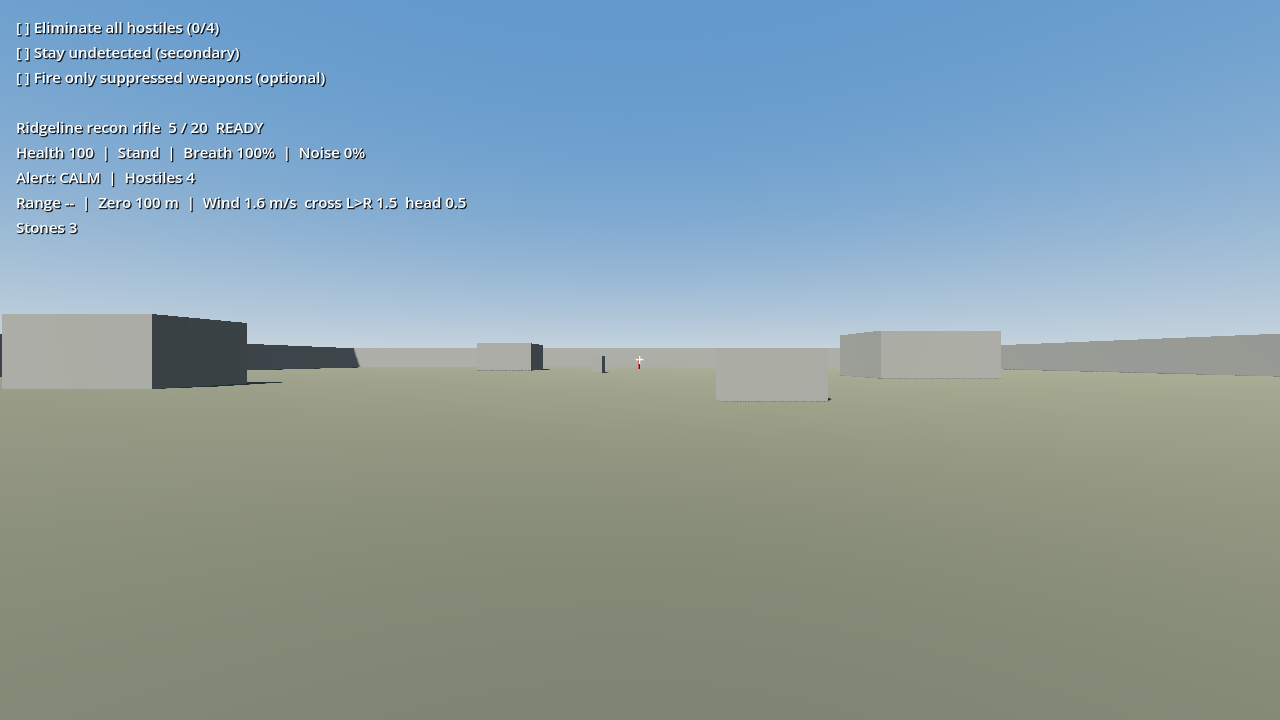 [ ] Eliminate all hostiles (0/4)
[ ] Stay undetected (secondary)
[ ] Fire only suppressed weapons (optional)
Ridgeline recon rifle  5 / 20  READY
Health 100  |  Stand  |  Breath 100%  |  Noise 0%
Alert: CALM  |  Hostiles 4
Range --  |  Zero 100 m  |  Wind 1.6 m/s  cross L>R 1.5  head 0.5
Stones 3